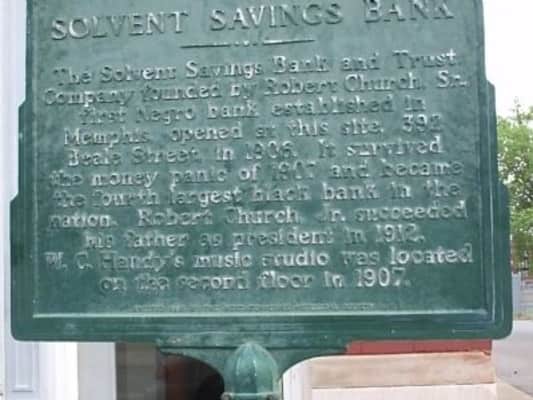 SOLVENT SAVINGS BANK
The Solvent Savings Bank and Trust
Company founded by Robert Church, Sr.
first Negro bank established in
Memphis, opened at this site, 392
Beale Street, in 1906. It survived
the money panic of 1907 and became
the fourth largest black bank in the
nation. Robert Church, Jr. succeeded
his father as president in 1912.
W. C. Handy's music studio was located
on the second floor in 1907.